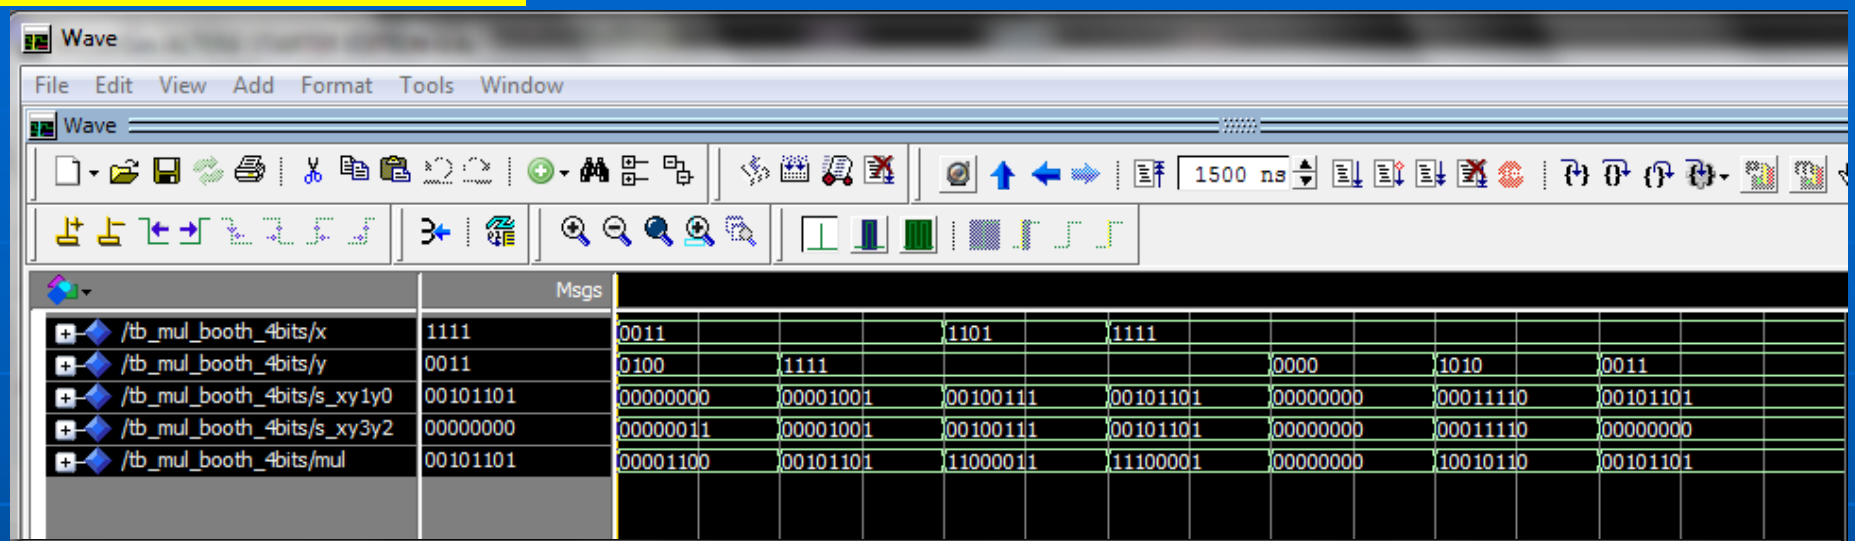 Wave
File Edit View Add Format Tools Window
Wave
1500 ns
Msgs
/tb_mul_booth_4bits/x 1111 0011 1101 1111
/tb_mul_booth_4bits/y 0011 0100 1111 0000 1010 0011
/tb_mul_booth_4bits/s_xy1y0 00101101 00000000 00001001 00100111 00101101 00000000 00011110 00101101
/tb_mul_booth_4bits/s_xy3y2 00000000 00000011 00001001 00100111 00101101 00000000 00011110 00000000
/tb_mul_booth_4bits/mul 00101101 00001100 00101101 11000011 11100001 00000000 10010110 00101101